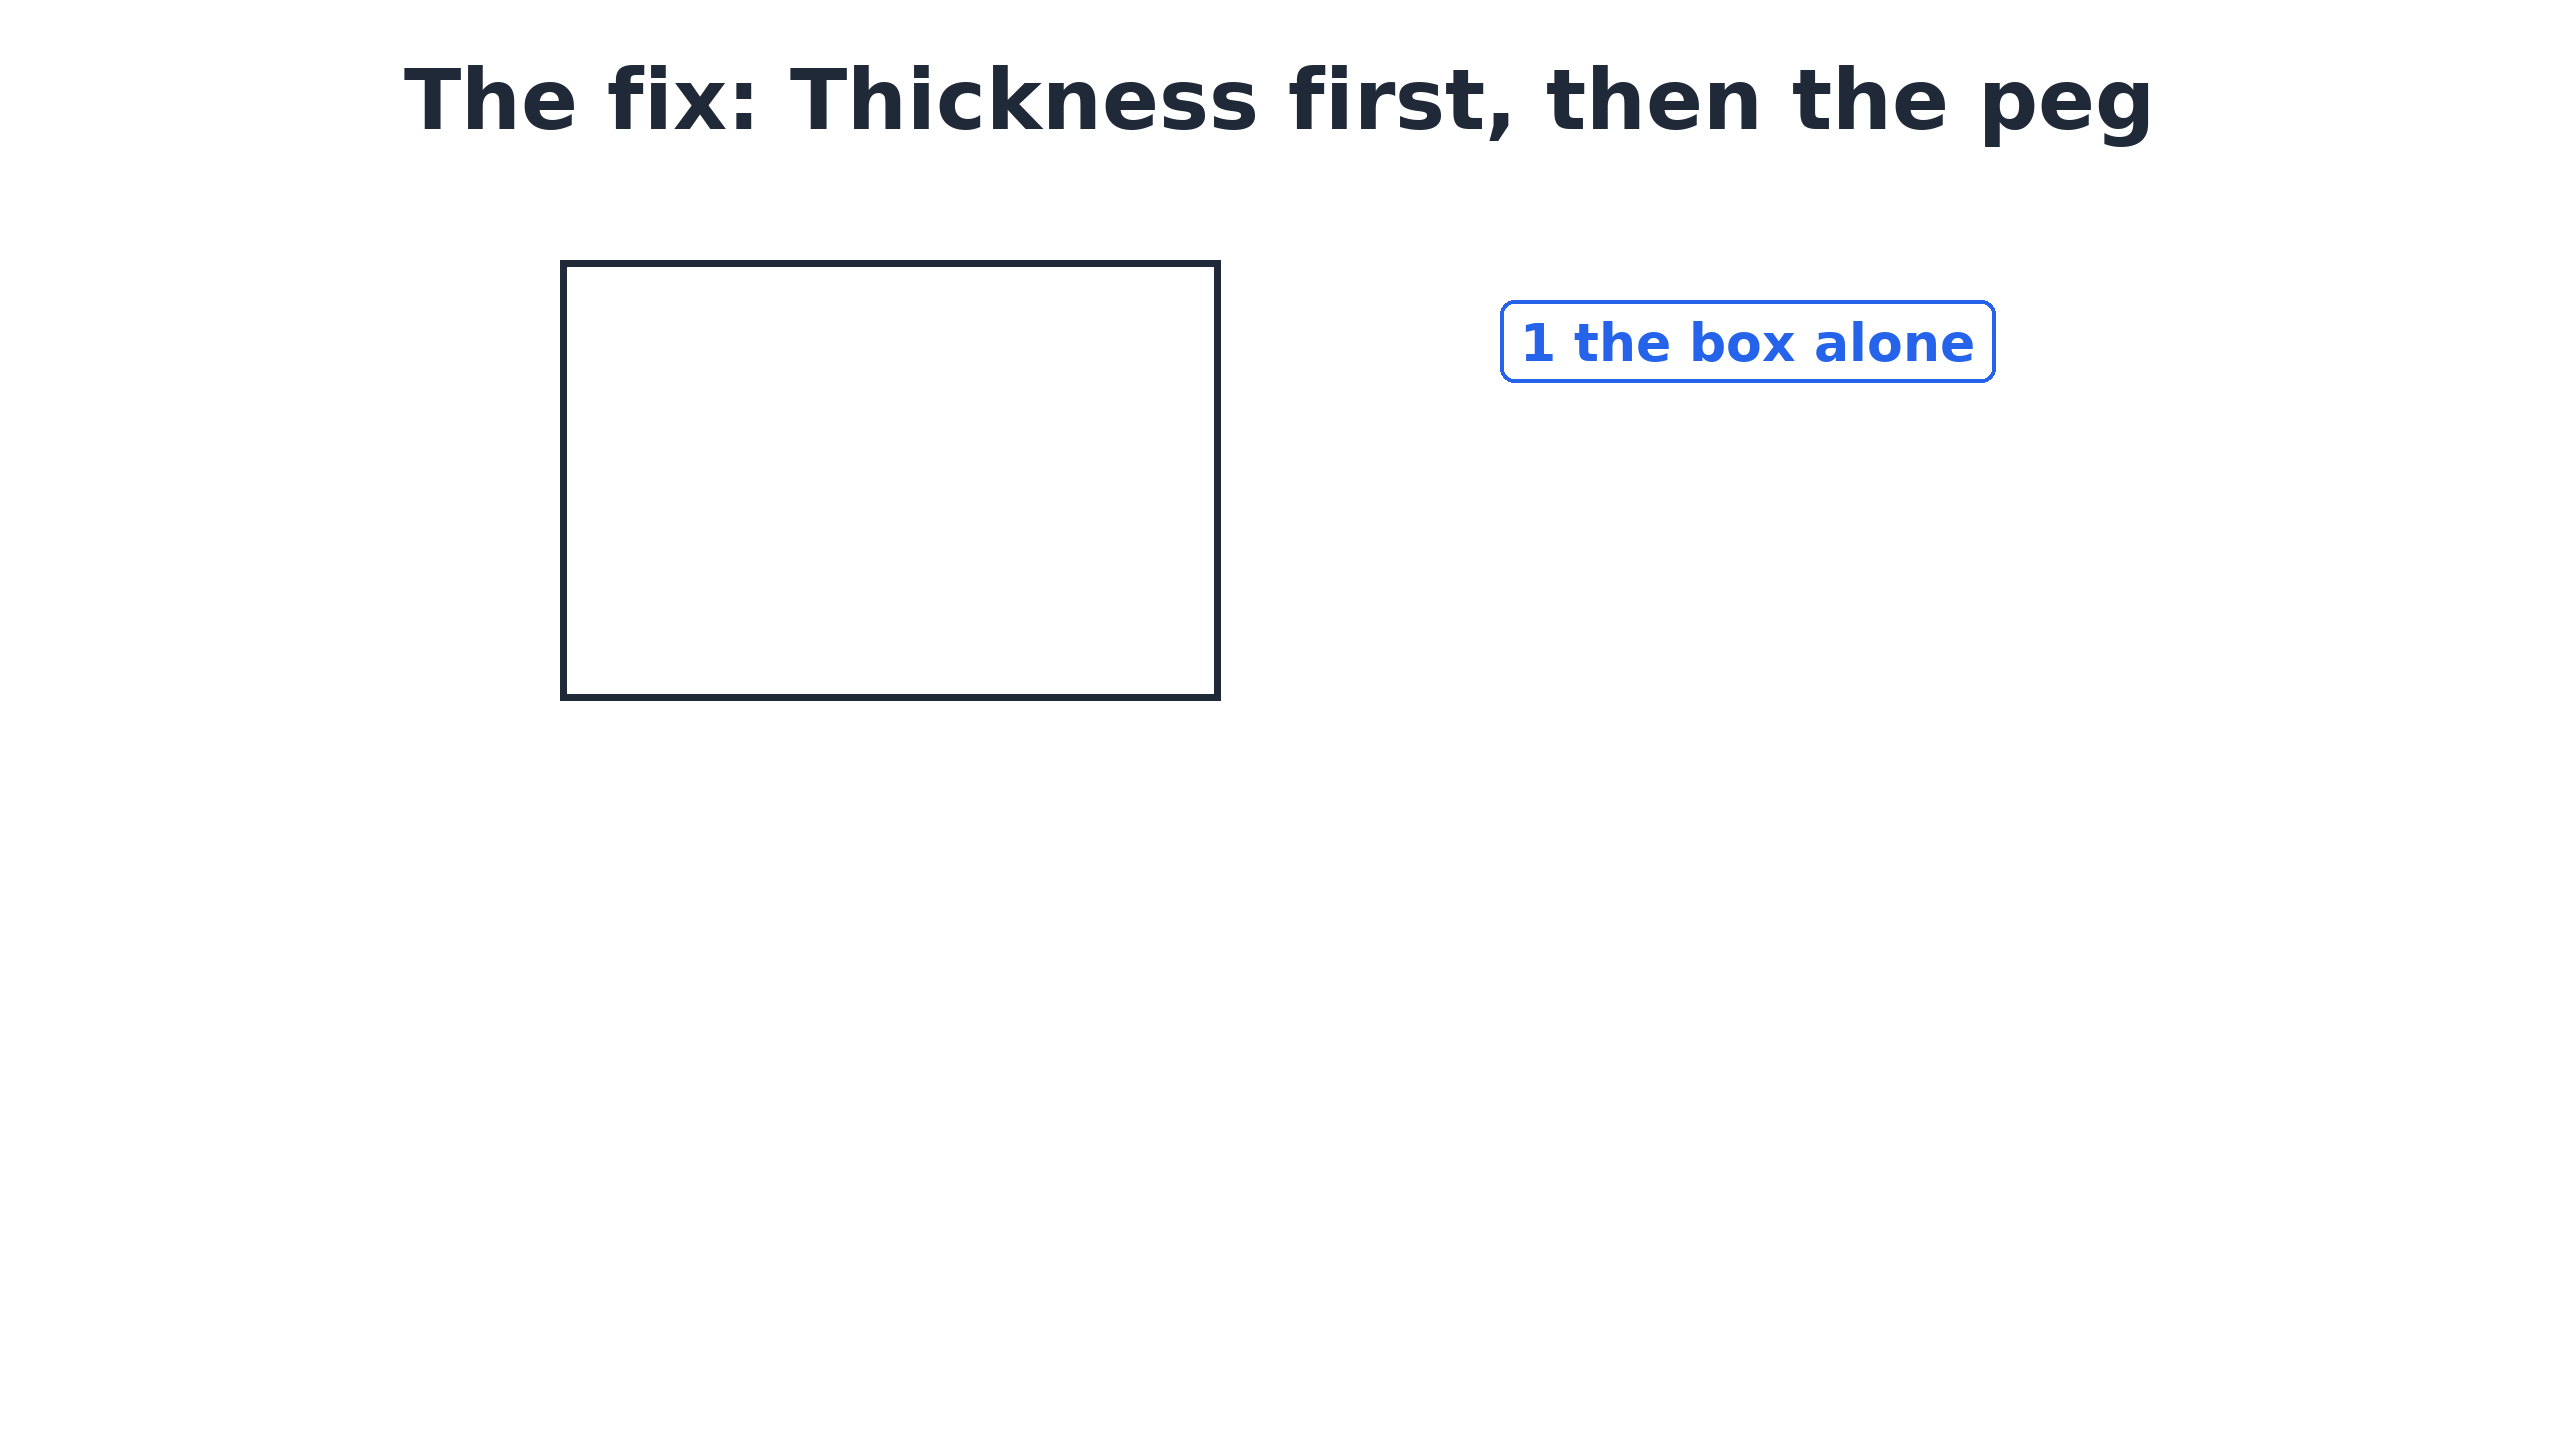 The fix: Thickness first, then the peg
1 the box alone